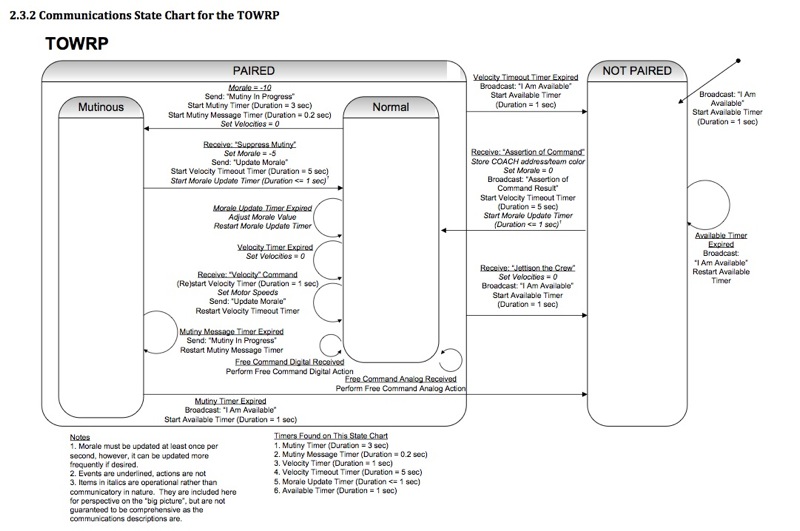 2.3.2 Communications State Chart for the TOWRP
TOWRP
PAIRED
NOT PAIRED
Mutinous
Normal
Morale = -10
Send: "Mutiny In Progress"
Start Mutiny Timer (Duration = 3 sec)
Start Mutiny Message Timer (Duration = 0.2 sec)
Set Velocities = 0
Receive: "Suppress Mutiny"
Set Morale = -5
Send: "Update Morale"
Start Velocity Timeout Timer (Duration = 5 sec)
Start Morale Update Timer (Duration <= 1 sec)¹
Morale Update Timer Expired
Adjust Morale Value
Restart Morale Update Timer
Velocity Timer Expired
Set Velocities = 0
Receive: "Velocity" Command
(Re)start Velocity Timer (Duration = 1 sec)
Set Motor Speeds
Send: "Update Morale"
Restart Velocity Timeout Timer
Mutiny Message Timer Expired
Send: "Mutiny In Progress"
Restart Mutiny Message Timer
Free Command Digital Received
Perform Free Command Digital Action
Free Command Analog Received
Perform Free Command Analog Action
Mutiny Timer Expired
Broadcast: "I Am Available"
Start Available Timer (Duration = 1 sec)
Velocity Timeout Timer Expired
Broadcast: "I Am Available"
Start Available Timer
(Duration = 1 sec)
Receive: "Assertion of Command"
Store COACH address/team color
Set Morale = 0
Broadcast: "Assertion of
Command Result"
Start Velocity Timeout Timer
(Duration = 5 sec)
Start Morale Update Timer
(Duration <= 1 sec)¹
Receive: "Jettison the Crew"
Set Velocities = 0
Broadcast: "I Am Available"
Start Available Timer
(Duration = 1 sec)
Broadcast: "I Am
Available"
Start Available Timer
(Duration = 1 sec)
Available Timer
Expired
Broadcast:
"I Am Available"
Restart Available
Timer
Notes
1. Morale must be updated at least once per
second, however, it can be updated more
frequently if desired.
2. Events are underlined, actions are not
3. Items in italics are operational rather than
communicatory in nature. They are included here
for perspective on the "big picture", but are not
guaranteed to be comprehensive as the
communications descriptions are.
Timers Found on This State Chart
1. Mutiny Timer (Duration = 3 sec)
2. Mutiny Message Timer (Duration = 0.2 sec)
3. Velocity Timer (Duration = 1 sec)
4. Velocity Timeout Timer (Duration = 5 sec)
5. Morale Update Timer (Duration <= 1 sec)
6. Available Timer (Duration = 1 sec)